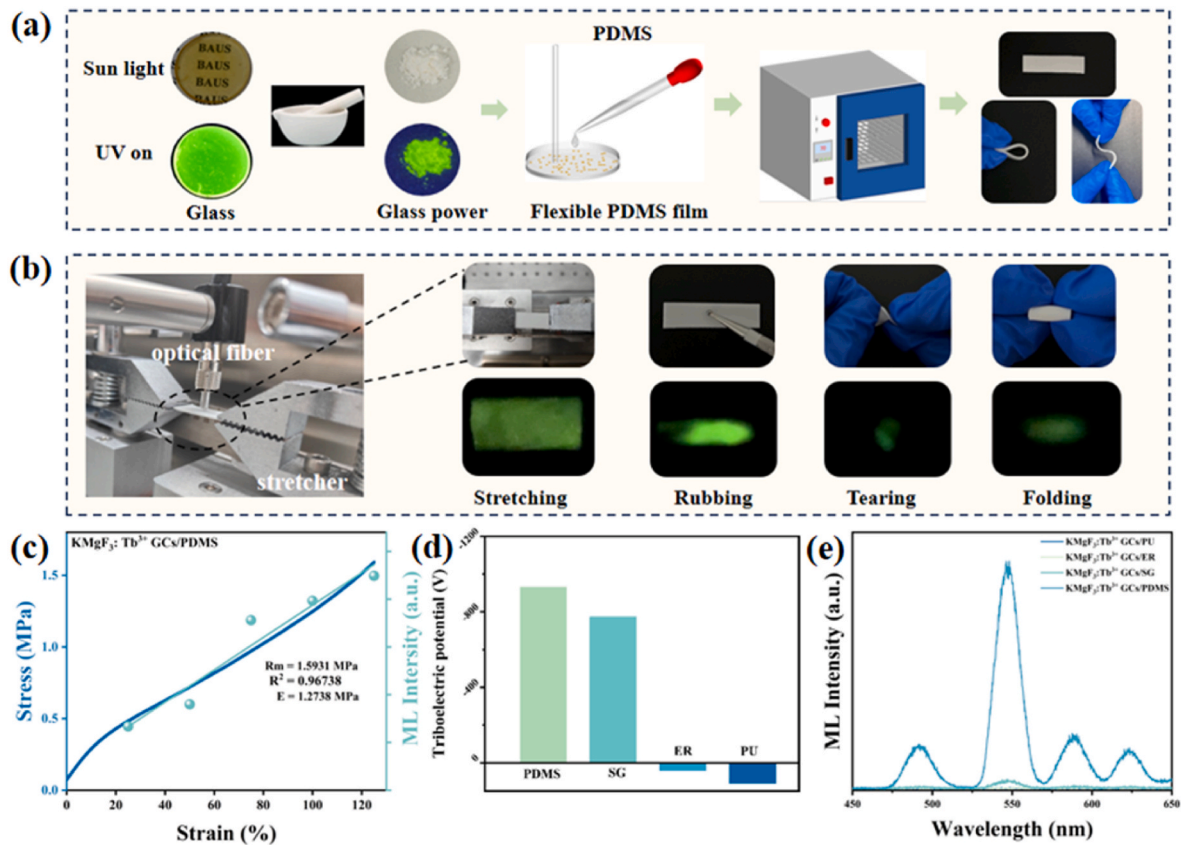 (a)
PDMS
Sun light
BAUS
BAUS
BAUS
BAUS
UV on
Glass
Glass power
Flexible PDMS film
(b)
optical fiber
stretcher
Stretching
Rubbing
Tearing
Folding
(c)
KMgF₃: Tb³⁺ GCs/PDMS
Stress (MPa)
1.5
1.0
0.5
0.0
Rm = 1.5931 MPa
R² = 0.96738
E = 1.2738 MPa
ML Intersity (a.u.)
0 20 40 60 80 100 120
Strain (%)
(d)
Triboelectric potential (V)
-1200
-800
-400
0
PDMS
SG
ER
PU
(e)
KMgF₃:Tb³⁺ GCs/PU
KMgF₃:Tb³⁺ GCs/ER
KMgF₃:Tb³⁺ GCs/SG
KMgF₃:Tb³⁺ GCs/PDMS
ML Intensity (a.u.)
450 500 550 600 650
Wavelength (nm)